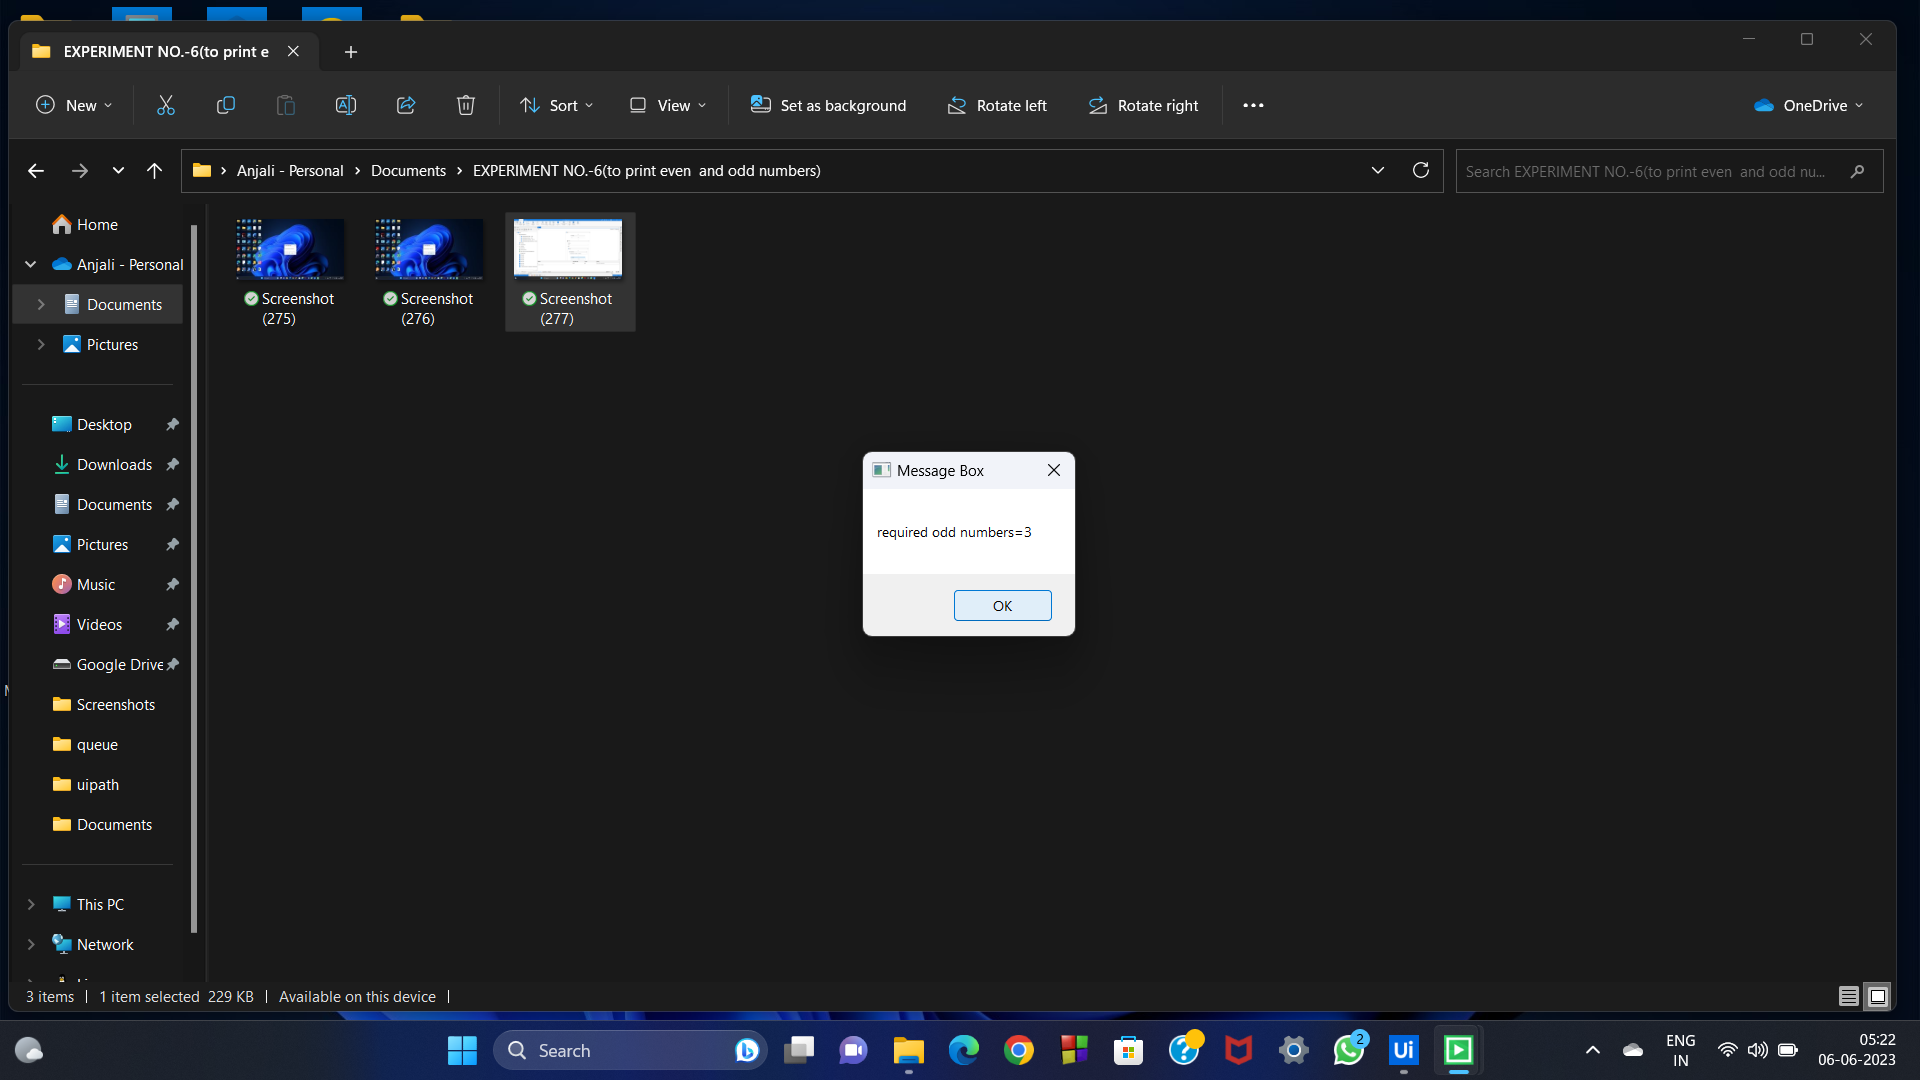 EXPERIMENT NO.-6(to print e
New
Sort
View
Set as background
Rotate left
Rotate right
OneDrive
Anjali - Personal
Documents
EXPERIMENT NO.-6(to print even  and odd numbers)
Search EXPERIMENT NO.-6(to print even  and odd nu...
Home
Anjali - Personal
Documents
Pictures
Desktop
Downloads
Documents
Pictures
Music
Videos
Google Drive
Screenshots
queue
uipath
Documents
This PC
Network
Screenshot
(275)
Screenshot
(276)
Screenshot
(277)
Message Box
required odd numbers=3
OK
3 items
1 item selected 229 KB
Available on this device
Search
2
Ui
ENG
IN
05:22
06-06-2023